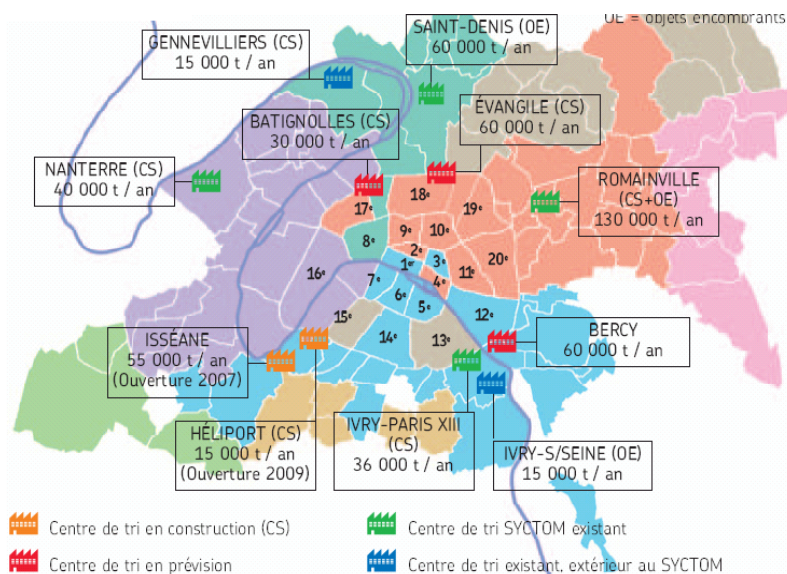 OE = objets encombrants
GENNEVILLIERS (CS)
15 000 t / an
SAINT-DENIS (OE)
60 000 t / an
BATIGNOLLES (CS)
30 000 t / an
ÉVANGILE (CS)
60 000 t / an
NANTERRE (CS)
40 000 t / an
ROMAINVILLE
(CS+OE)
130 000 t / an
17e
18e
19e
8e
9e
10e
2e
1er
3e
4e
11e
20e
16e
7e
6e
5e
12e
15e
14e
13e
ISSÉANE
55 000 t / an
(Ouverture 2007)
BERCY
60 000 t / an
HÉLIPORT (CS)
15 000 t / an
(Ouverture 2009)
IVRY-PARIS XIII
(CS)
36 000 t / an
IVRY-S/SEINE (OE)
15 000 t / an
Centre de tri en construction (CS)
Centre de tri SYCTOM existant
Centre de tri en prévision
Centre de tri existant, extérieur au SYCTOM